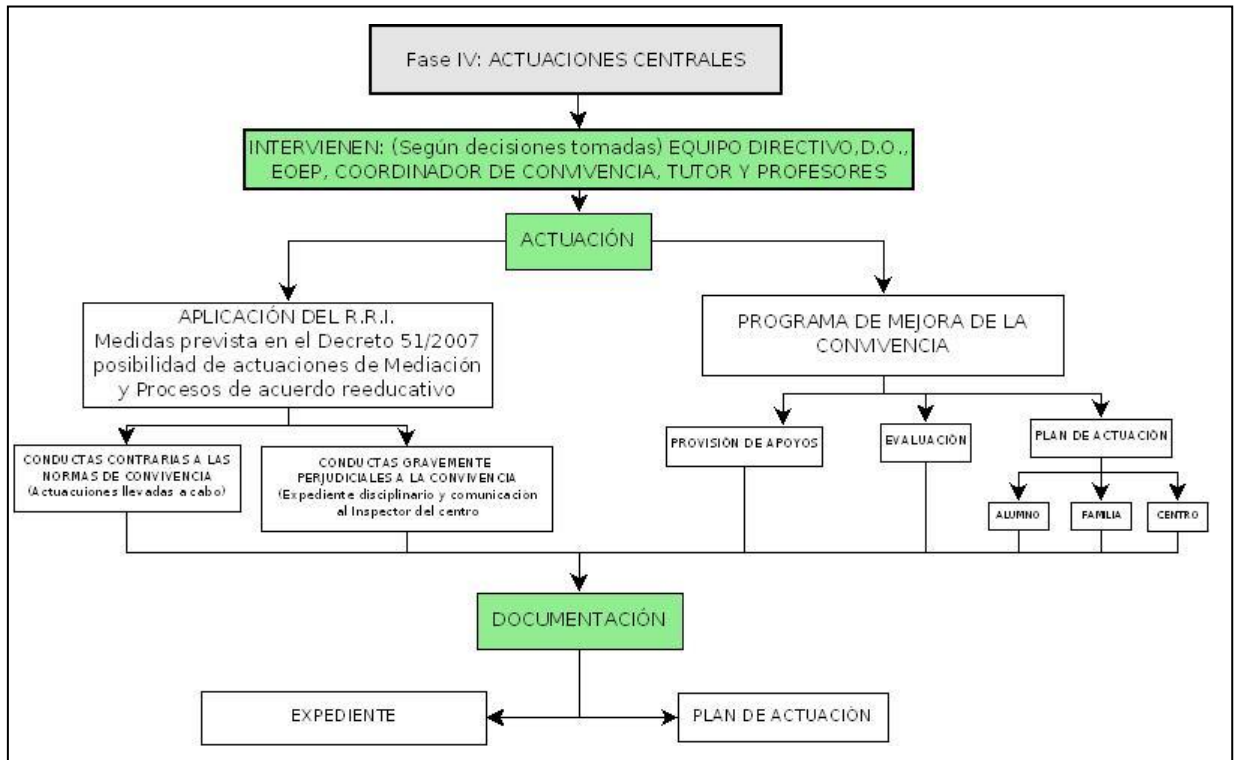 Fase IV: ACTUACIONES CENTRALES
INTERVIENEN: (Según decisiones tomadas) EQUIPO DIRECTIVO,D.O.,
EOEP, COORDINADOR DE CONVIVENCIA, TUTOR Y PROFESORES
ACTUACIÓN
APLICACIÓN DEL R.R.I.
Medidas prevista en el Decreto 51/2007
posibilidad de actuaciones de Mediación
y Procesos de acuerdo reeducativo
PROGRAMA DE MEJORA DE LA
CONVIVENCIA
CONDUCTAS CONTRARIAS A LAS
NORMAS DE CONVIVENCIA
(Actuacuiones llevadas a cabo)
CONDUCTAS GRAVEMENTE
PERJUDICIALES A LA CONVIVENCIA
(Expediente disciplinario y comunicación
al Inspector del centro
PROVISIÓN DE APOYOS
EVALUACIÓN
PLAN DE ACTUACIÓN
ALUMNO
FAMILIA
CENTRO
DOCUMENTACIÓN
EXPEDIENTE
PLAN DE ACTUACIÓN